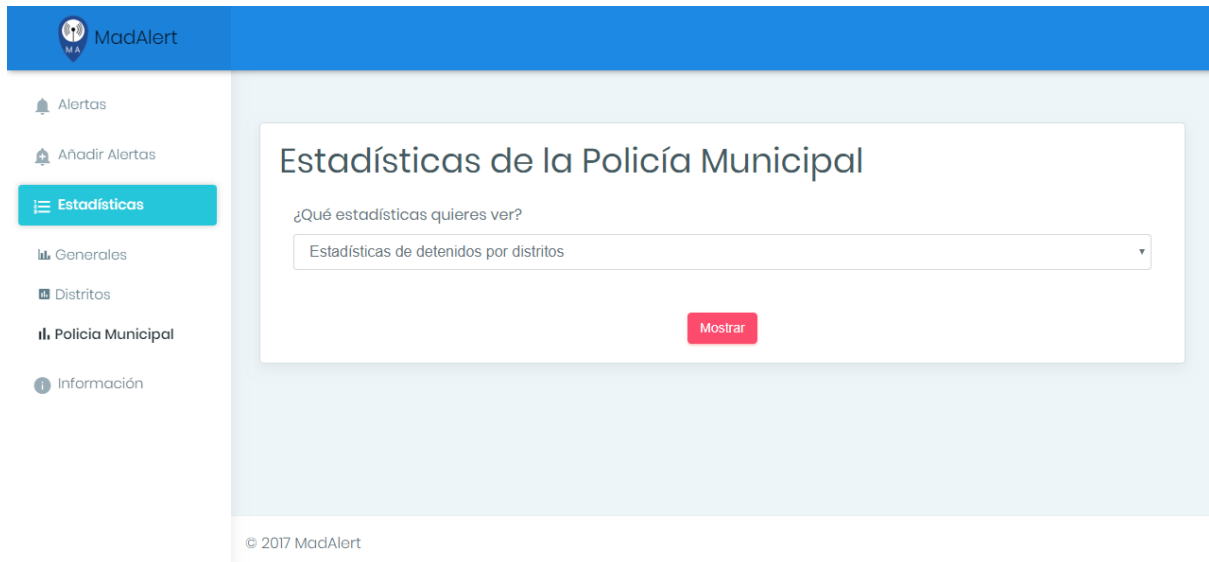 MA
MadAlert
Alertas
Añadir Alertas
Estadísticas
Generales
Distritos
Policia Municipal
Información
Estadísticas de la Policía Municipal
¿Qué estadísticas quieres ver?
Estadísticas de detenidos por distritos
Mostrar
© 2017 MadAlert